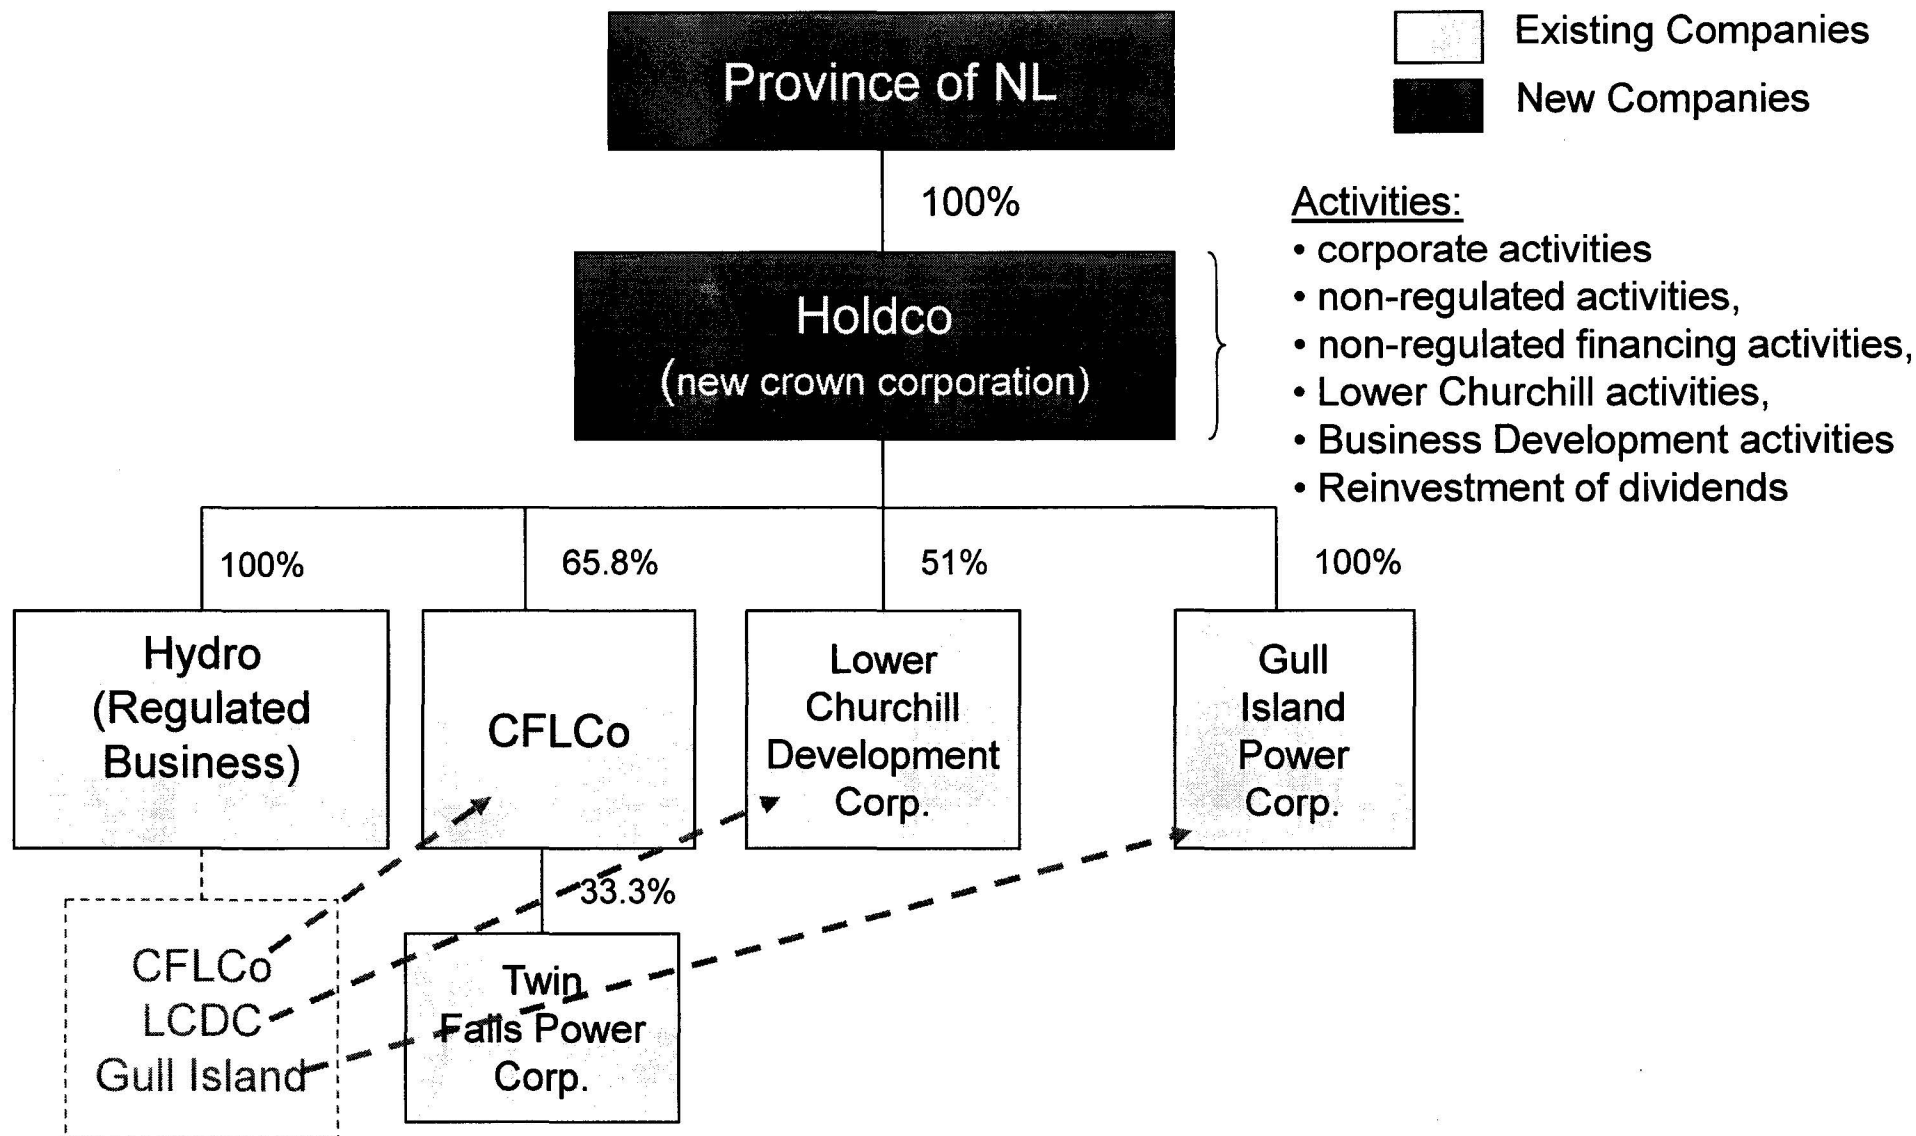 Province of NL
Existing Companies
New Companies
100%
Activities:
• corporate activities
• non-regulated activities,
• non-regulated financing activities,
• Lower Churchill activities,
• Business Development activities
• Reinvestment of dividends
Holdco
(new crown corporation)
100%
65.8%
51%
100%
Hydro
(Regulated
Business)
CFLCo
Lower
Churchill
Development
Corp.
Gull
Island
Power
Corp.
33.3%
CFLCo
LCDC
Gull Island
Twin
Falls Power
Corp.